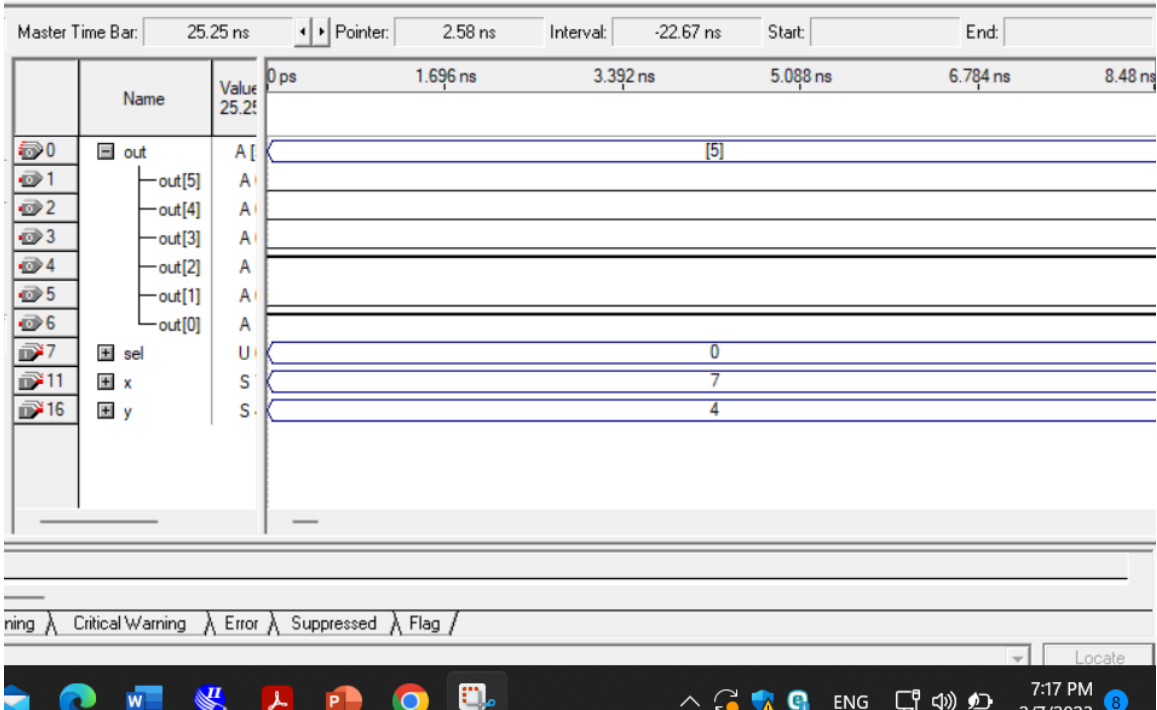 Master Time Bar: 25.25 ns Pointer: 2.58 ns Interval: -22.67 ns Start: End:
Name Value 0 ps 1.696 ns 3.392 ns 5.088 ns 6.784 ns 8.48 ns
25.25
0 out A [ [5]
1 out[5] A
2 out[4] A
3 out[3] A
4 out[2] A
5 out[1] A
6 out[0] A
7 sel U 0
11 x S 7
16 y S 4
ning Critical Warning Error Suppressed Flag
Locate
W II P ENG 7:17 PM 8